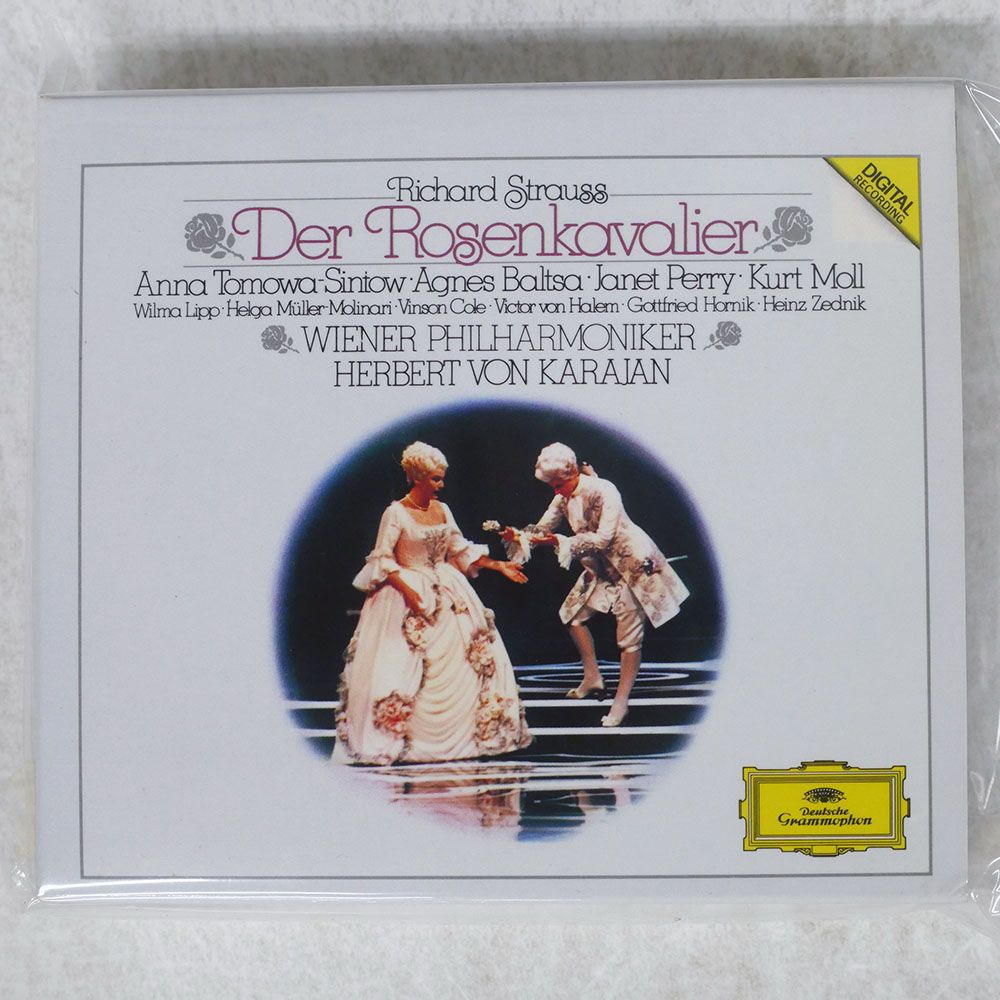 Richard Strauss
Der Rosenkavalier
Anna Tomowa-Sintow · Agnes Baltsa · Janet Perry · Kurt Moll
Wilma Lipp · Helga Müller-Molinari · Vinson Cole · Victor von Halem · Gottfried Hornik · Heinz Zednik
WIENER PHILHARMONIKER
HERBERT VON KARAJAN
DIGITAL
RECORDING
Deutsche
Grammophon